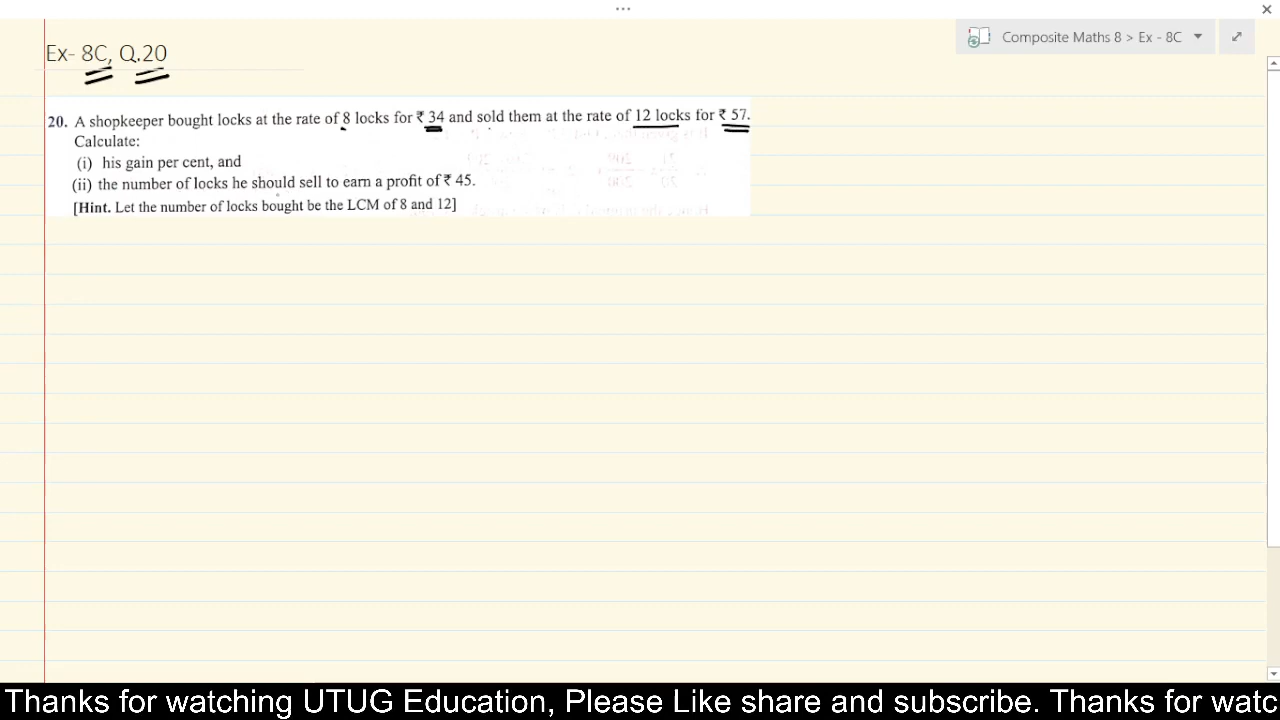 Ex- 8C, Q.20
Composite Maths 8 > Ex - 8C
20. A shopkeeper bought locks at the rate of 8 locks for ₹ 34 and sold them at the rate of 12 locks for ₹ 57.
Calculate:
(i) his gain per cent, and
(ii) the number of locks he should sell to earn a profit of ₹ 45.
[Hint. Let the number of locks bought be the LCM of 8 and 12]
Thanks for watching UTUG Education, Please Like share and subscribe. Thanks for watc